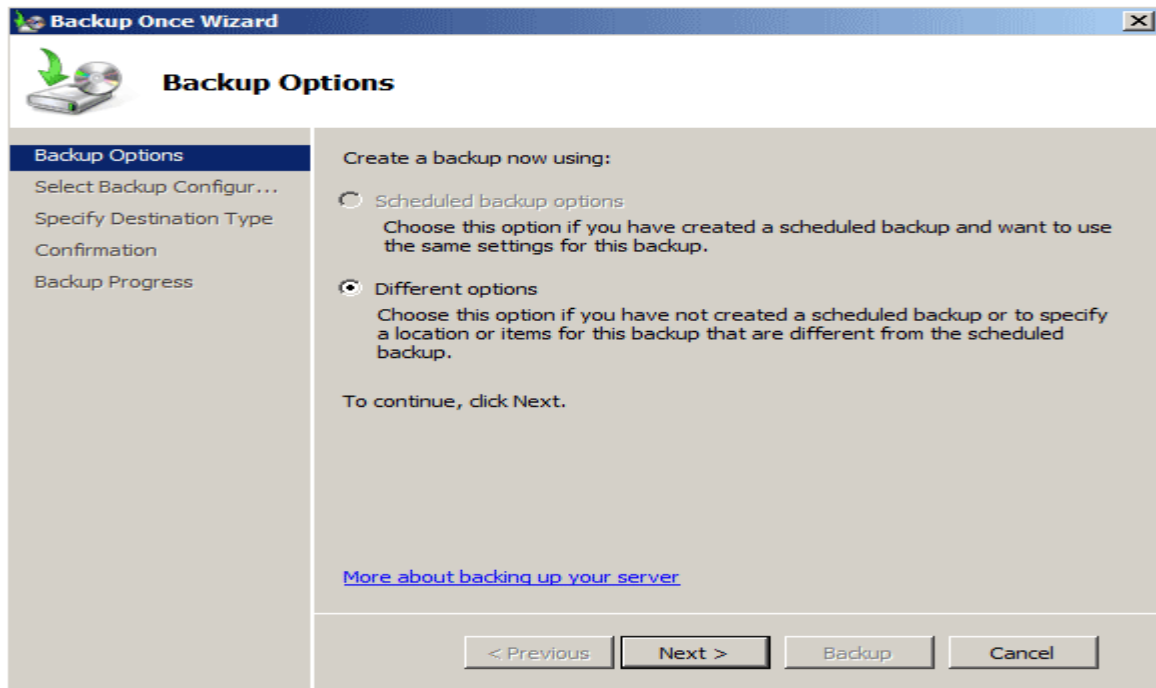 Backup Once Wizard
Backup Options
Backup Options
Select Backup Configur...
Specify Destination Type
Confirmation
Backup Progress
Create a backup now using:
Scheduled backup options
Choose this option if you have created a scheduled backup and want to use
the same settings for this backup.
Different options
Choose this option if you have not created a scheduled backup or to specify
a location or items for this backup that are different from the scheduled
backup.
To continue, click Next.
More about backing up your server
< Previous
Next >
Backup
Cancel